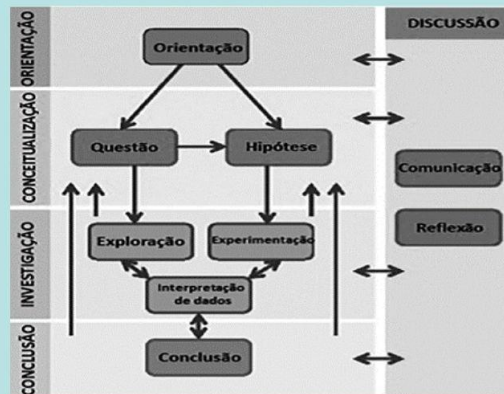 DISCUSSÃO
ORIENTAÇÃO
Orientação
CONCEITUALIZAÇÃO
Questão
Hipótese
Comunicação
Reflexão
INVESTIGAÇÃO
Exploração
Experimentação
Interpretação
de dados
CONCLUSÃO
Conclusão